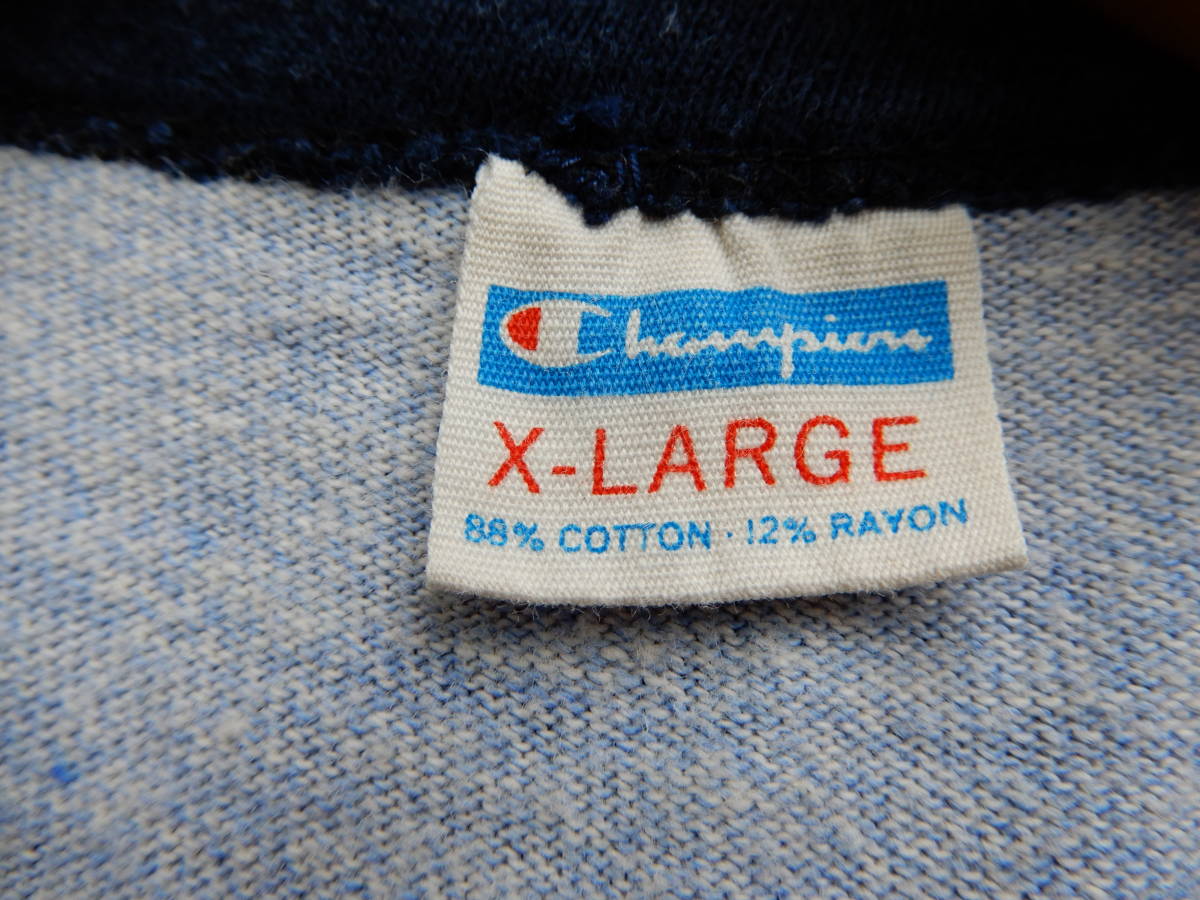 Champion
X-LARGE
88% COTTON · 12% RAYON